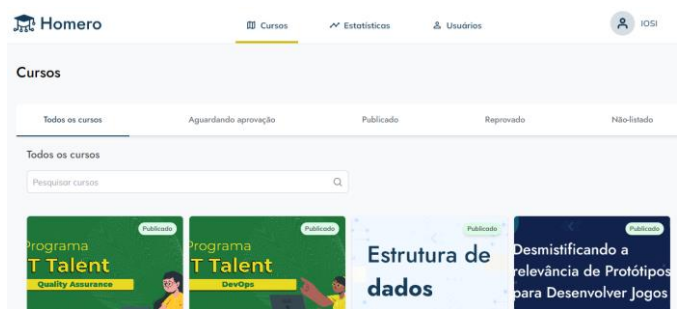 Homero
Cursos
Estatísticas
Usuários
IOSI
Cursos
Todos os cursos
Aguardando aprovação
Publicado
Reprovado
Não-listado
Todos os cursos
Pesquisar cursos
Publicado
Programa
T Talent
Quality Assurance
Publicado
Programa
T Talent
DevOps
Publicado
Estrutura de
dados
Publicado
Desmistificando a
relevância de Protótipos
para Desenvolver Jogos